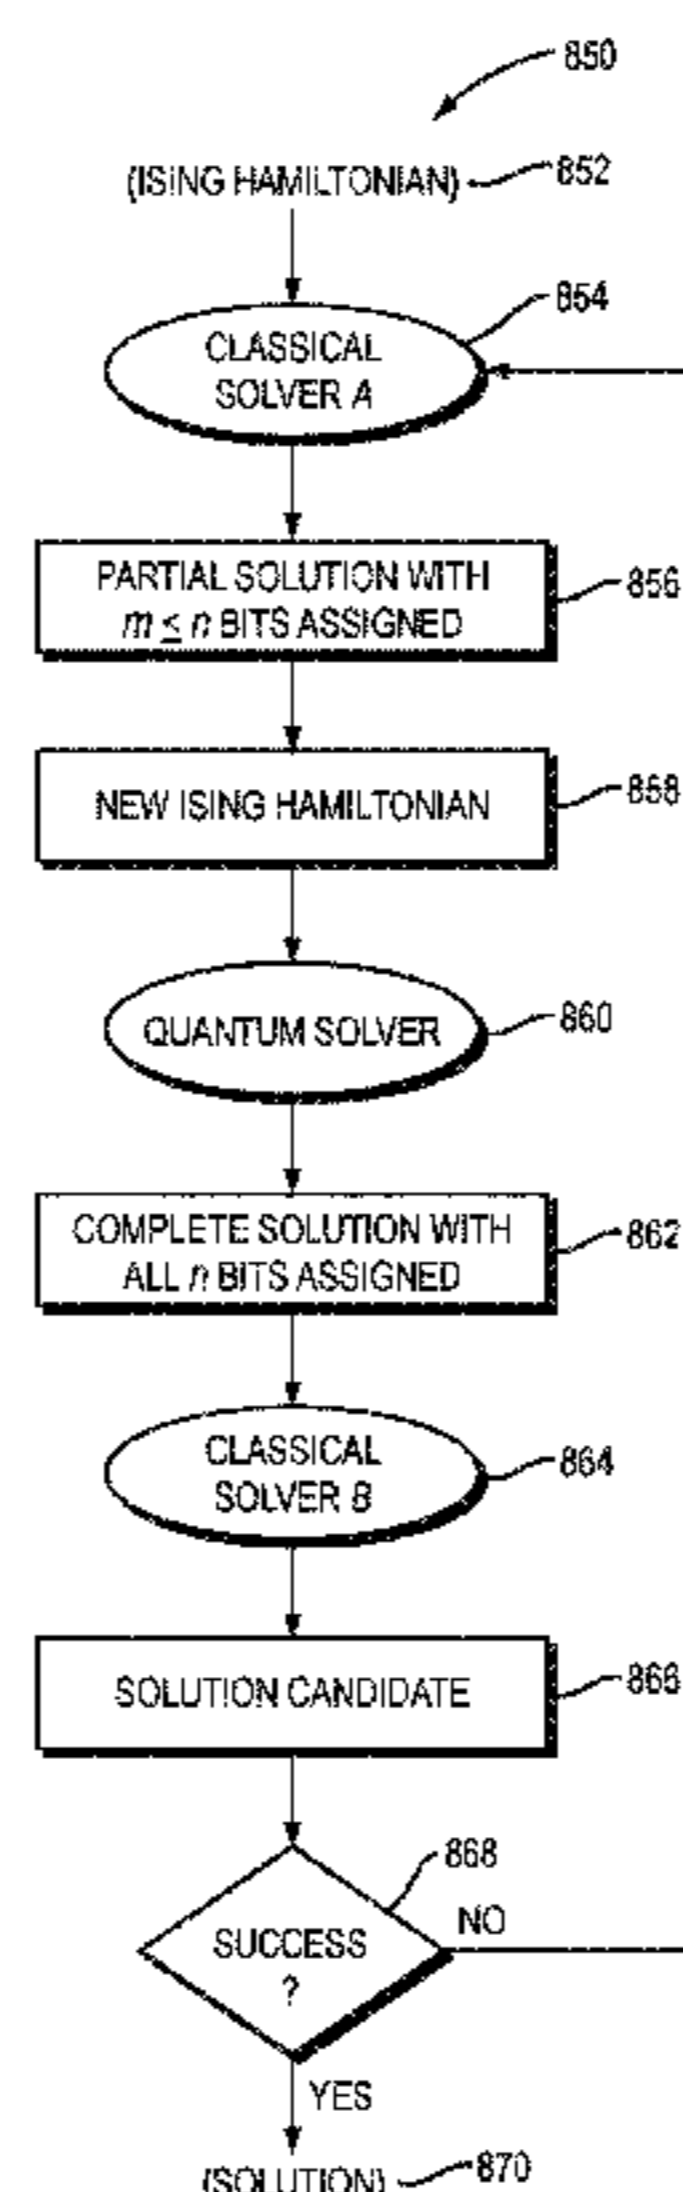 850
(ISING HAMILTONIAN) 852
854
CLASSICAL
SOLVER A
PARTIAL SOLUTION WITH
m ≤ n BITS ASSIGNED
856
NEW ISING HAMILTONIAN 858
QUANTUM SOLVER 860
COMPLETE SOLUTION WITH
ALL n BITS ASSIGNED
862
CLASSICAL
SOLVER B
864
SOLUTION CANDIDATE 866
868
NO
SUCCESS
?
YES
(SOLUTION) 870